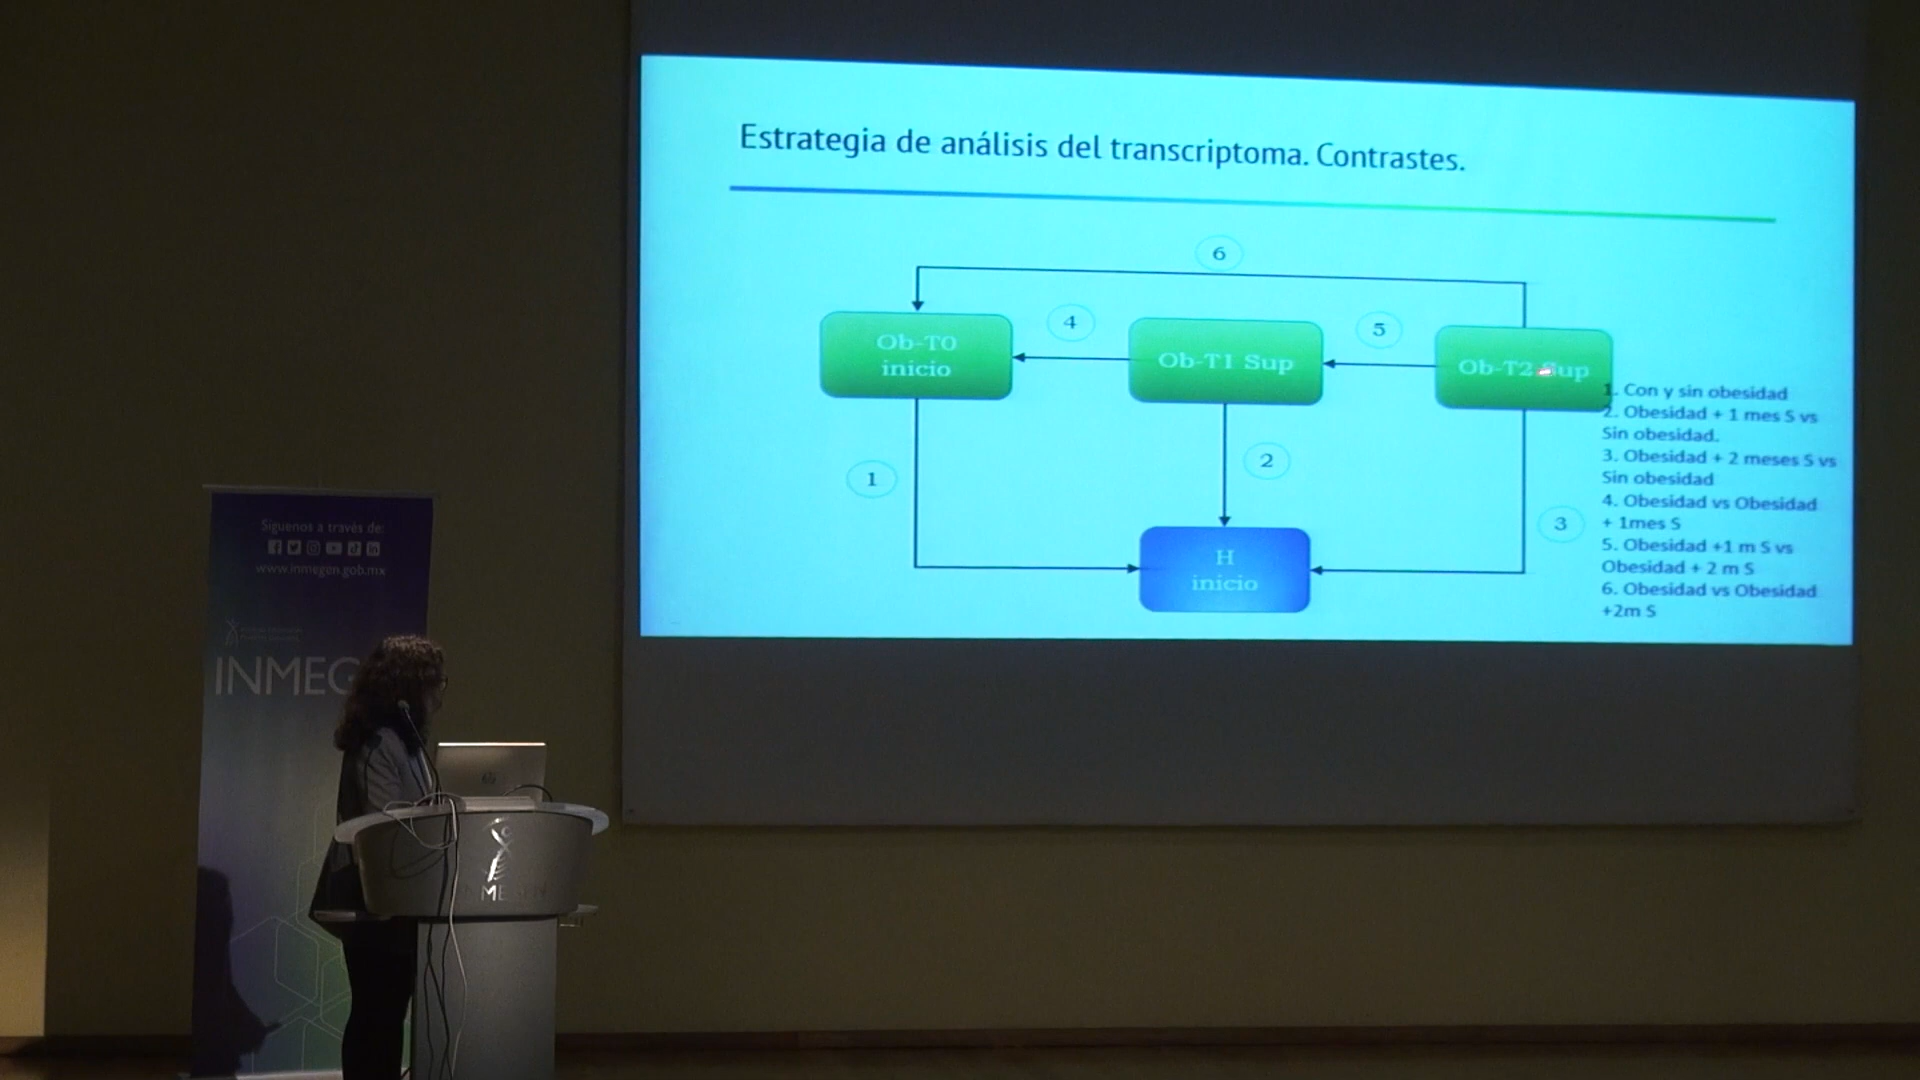 Estrategia de análisis del transcriptoma. Contrastes.
6
4
5
Ob-T0
inicio
Ob-T1 Sup
Ob-T2 Sup
1
2
3
H
inicio
1. Con y sin obesidad
2. Obesidad + 1 mes S vs
Sin obesidad.
3. Obesidad + 2 meses S vs
Sin obesidad
4. Obesidad vs Obesidad
+ 1mes S
5. Obesidad +1 m S vs
Obesidad + 2 m S
6. Obesidad vs Obesidad
+2m S
Síguenos a través de:
www.inmegen.gob.mx
INMEG